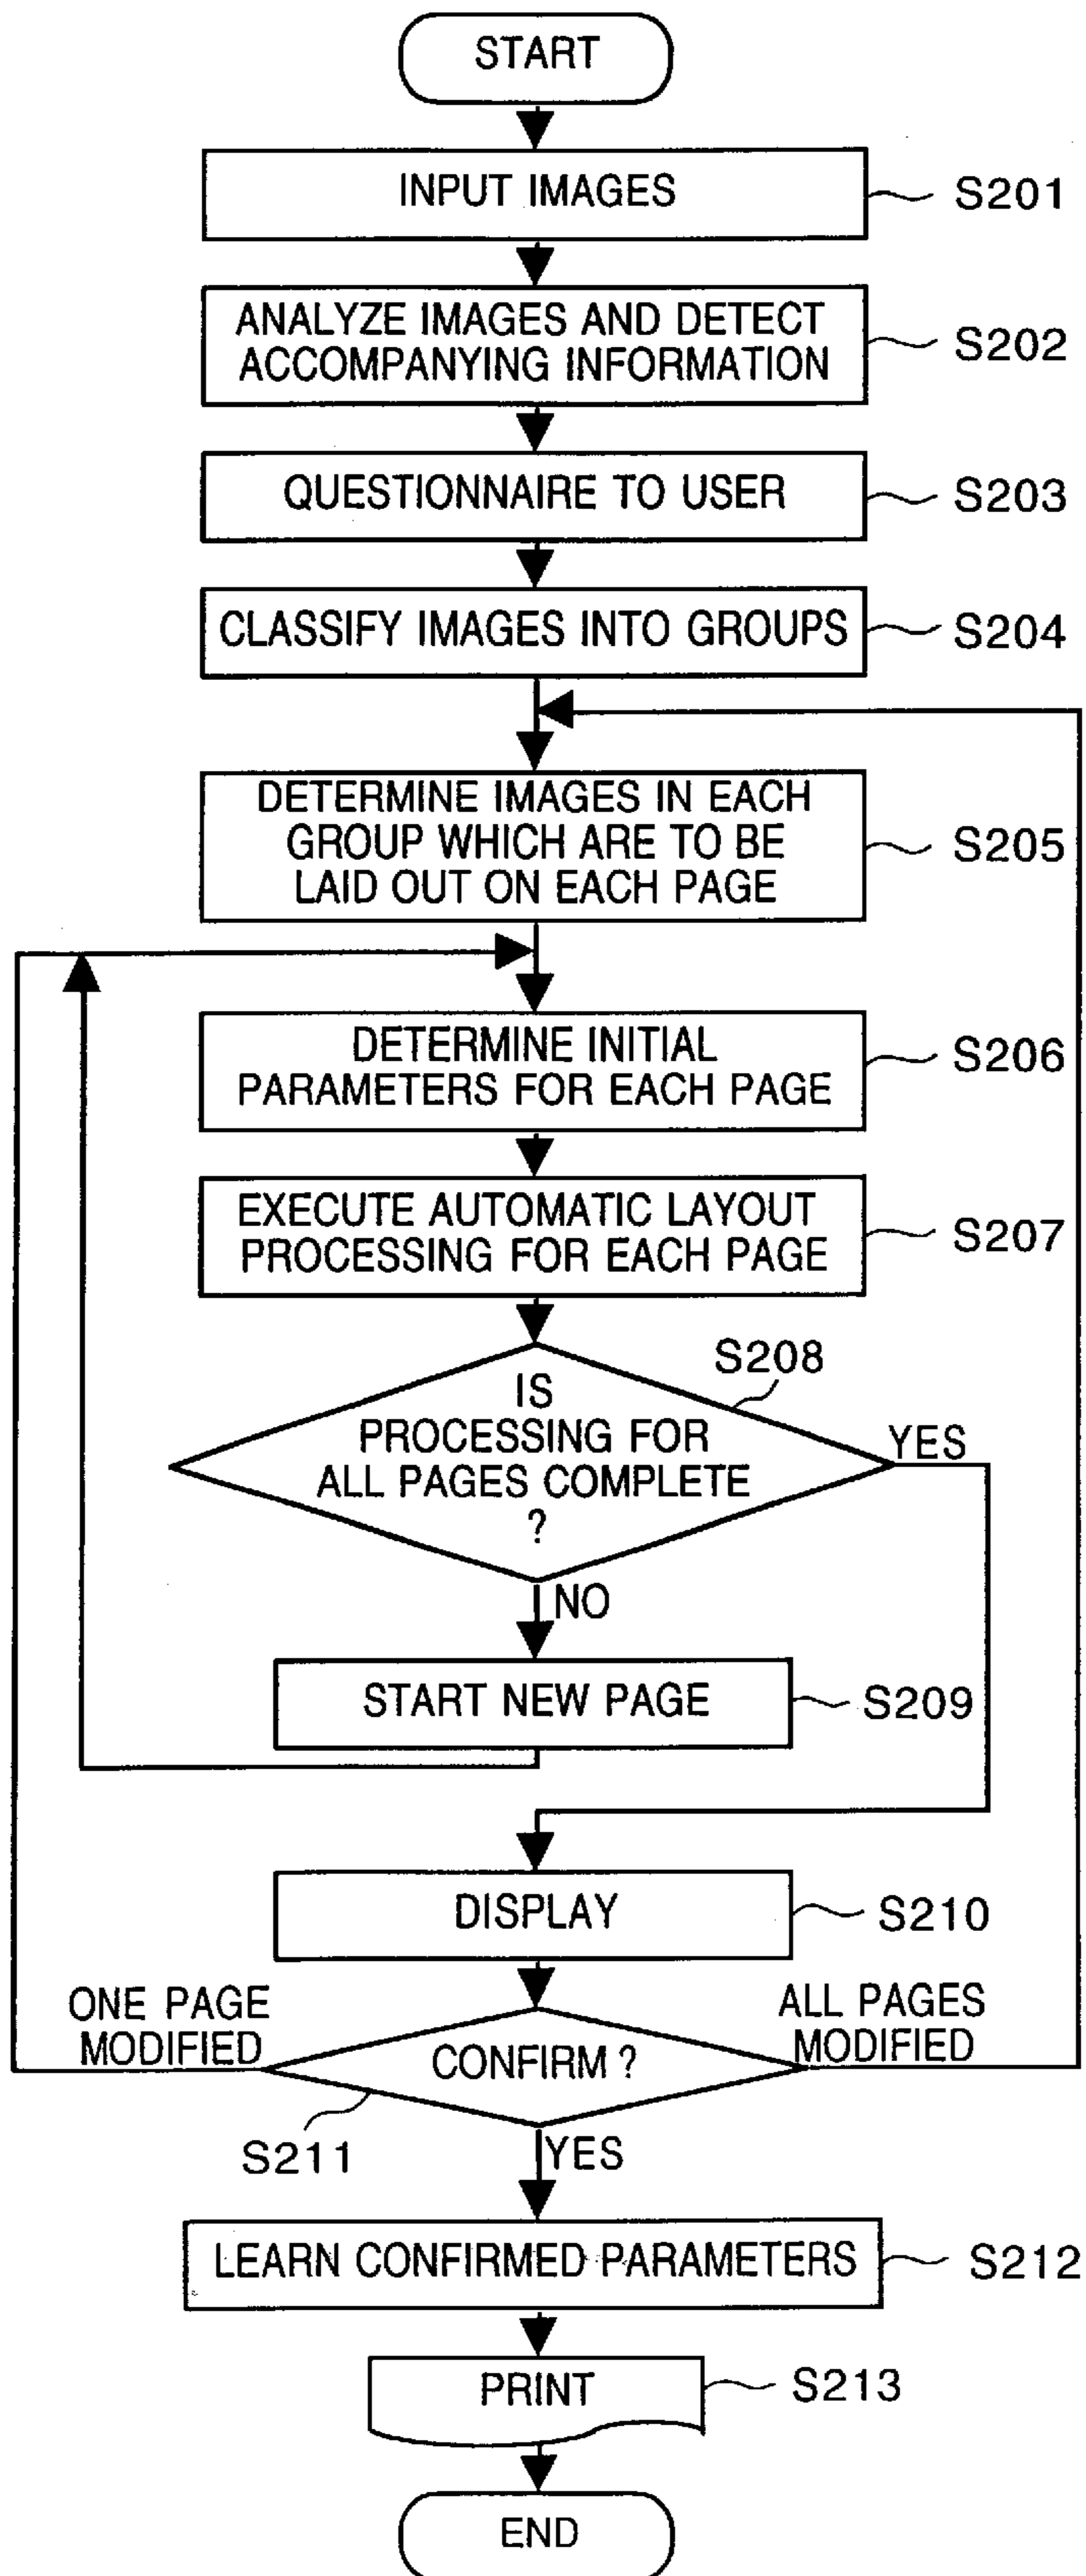 START
INPUT IMAGES
S201
ANALYZE IMAGES AND DETECT
ACCOMPANYING INFORMATION
S202
QUESTIONNAIRE TO USER
S203
CLASSIFY IMAGES INTO GROUPS
S204
DETERMINE IMAGES IN EACH
GROUP WHICH ARE TO BE
LAID OUT ON EACH PAGE
S205
DETERMINE INITIAL
PARAMETERS FOR EACH PAGE
S206
EXECUTE AUTOMATIC LAYOUT
PROCESSING FOR EACH PAGE
S207
S208
IS
PROCESSING FOR
ALL PAGES COMPLETE
?
YES
NO
START NEW PAGE
S209
DISPLAY
S210
ONE PAGE
MODIFIED
CONFIRM ?
ALL PAGES
MODIFIED
S211
YES
LEARN CONFIRMED PARAMETERS
S212
PRINT
S213
END